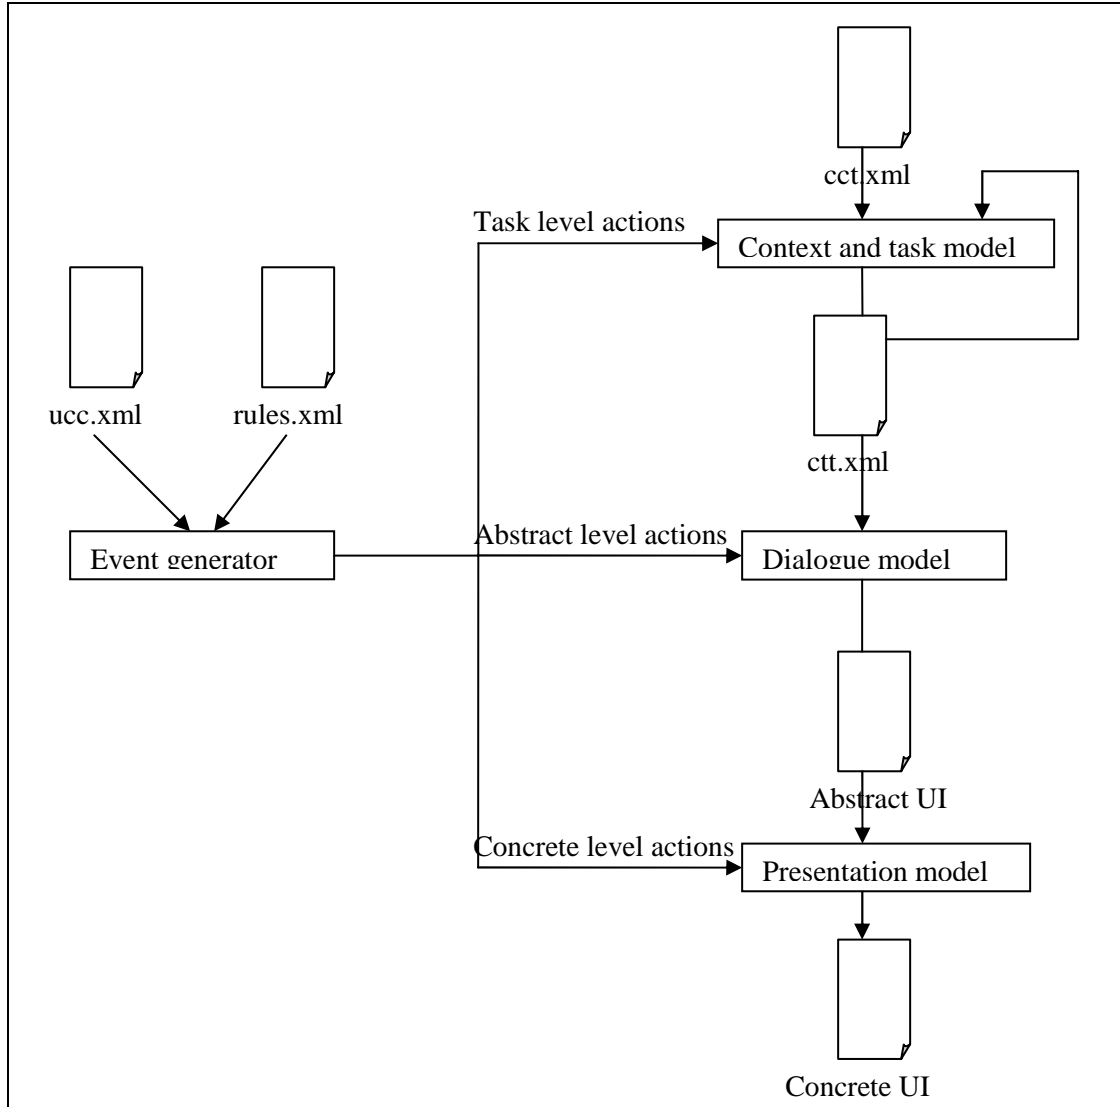 cct.xml
Task level actions
Context and task model
ucc.xml
rules.xml
ctt.xml
Event generator
Abstract level actions
Dialogue model
Abstract UI
Concrete level actions
Presentation model
Concrete UI